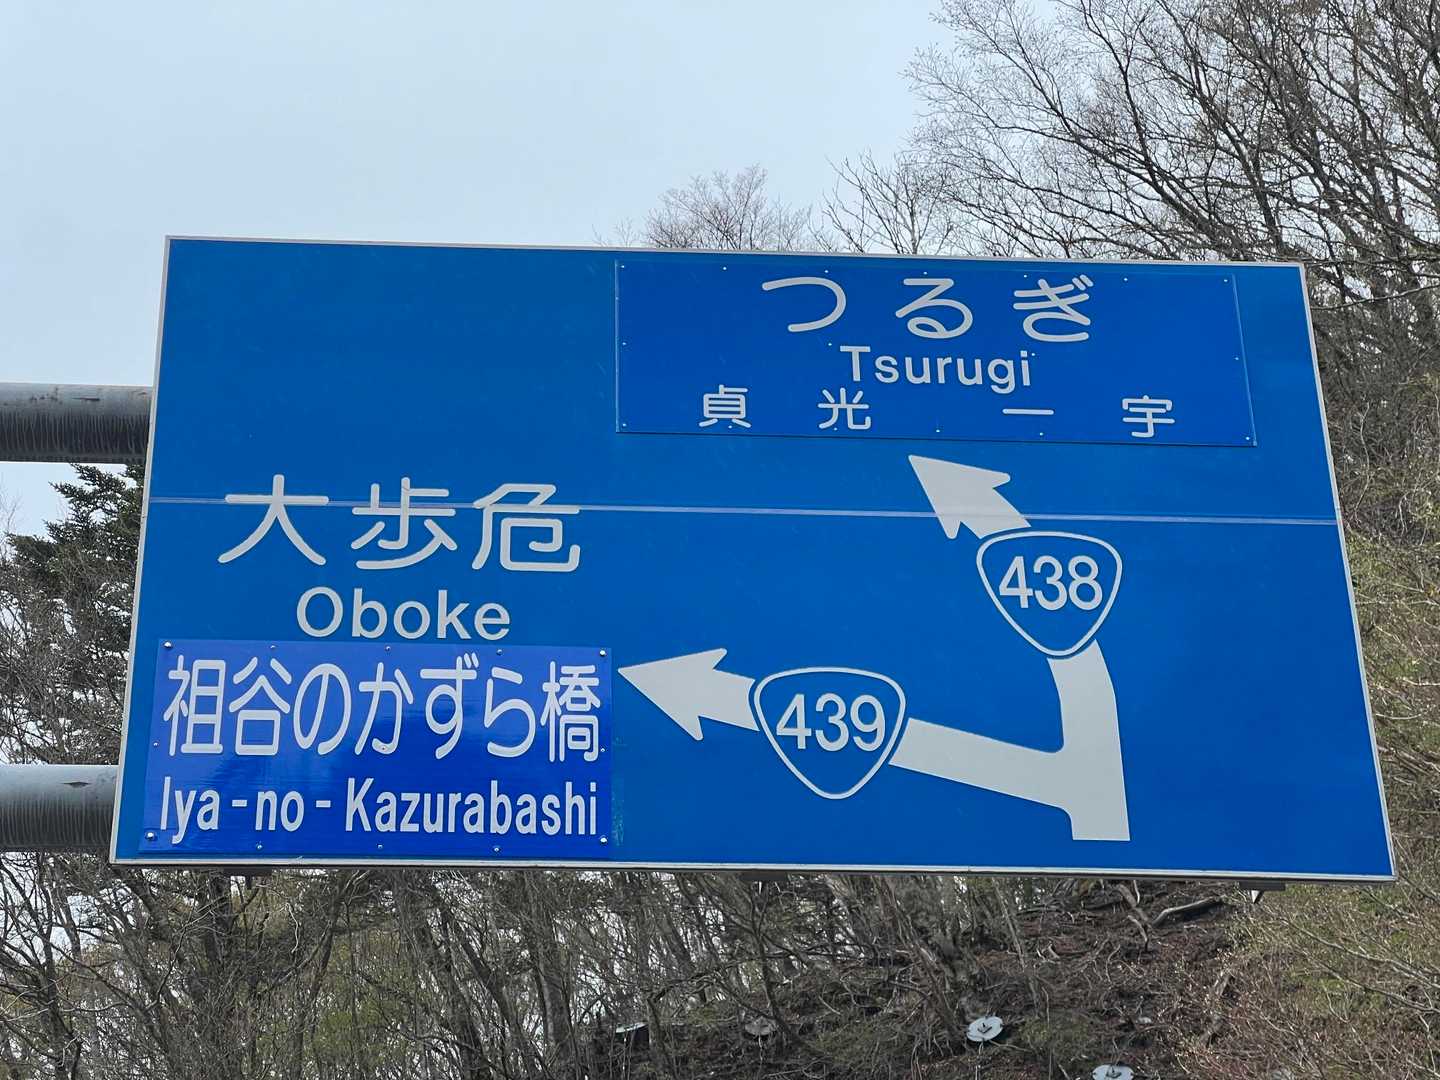 つるぎ
Tsurugi
貞光 一宇
438
大歩危
Oboke
439
祖谷のかずら橋
Iya-no-Kazurabashi